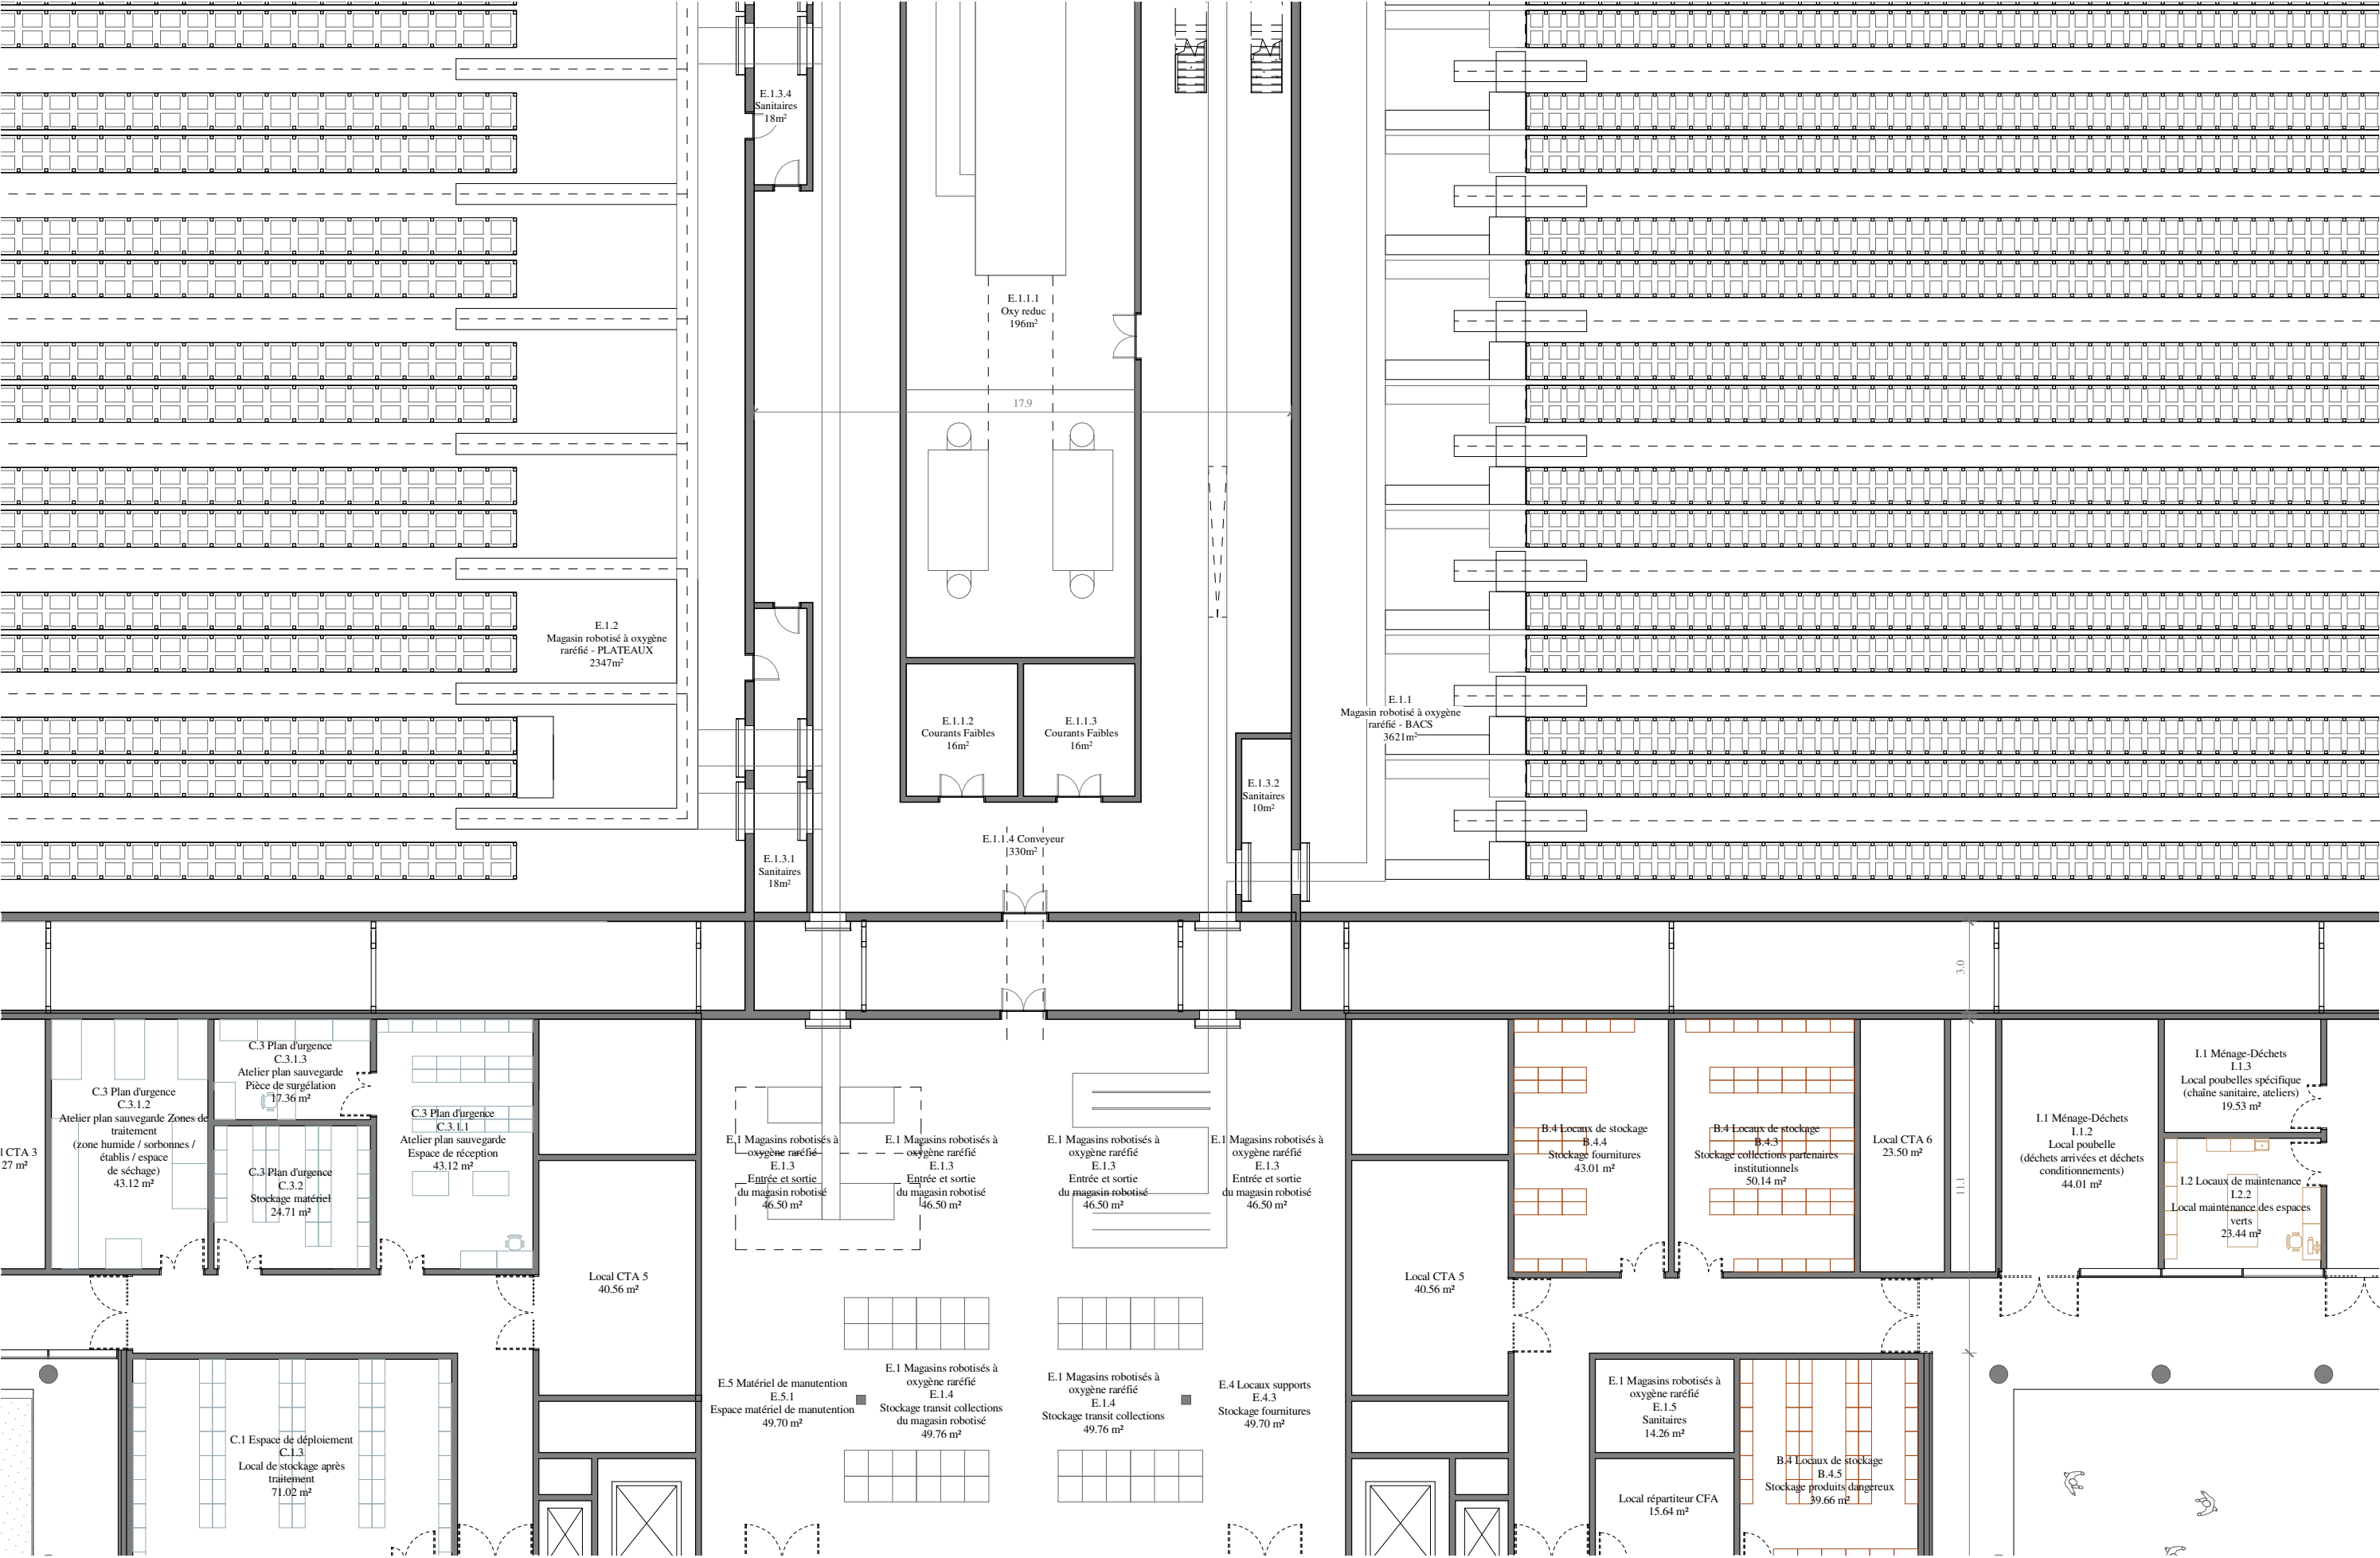 E.1.3.4
Sanitaires
18m²
E.1.1.1
Oxy reduc
196m²
17.9
E.1.2
Magasin robotisé à oxygène
raréfié - PLATEAUX
2347m²
E.1.1.2
Courants Faibles
16m²
E.1.1.3
Courants Faibles
16m²
E.1.1
Magasin robotisé à oxygène
raréfié - BACS
3621m²
E.1.3.2
Sanitaires
10m²
E.1.1.4 Conveyeur
330m²
E.1.3.1
Sanitaires
18m²
3.0
11.1
l CTA 3
27 m²
C.3 Plan d'urgence
C.3.1.2
Atelier plan sauvegarde Zones de
traitement
(zone humide / sorbonnes /
établis / espace
de séchage)
43.12 m²
C.3 Plan d'urgence
C.3.1.3
Atelier plan sauvegarde
Pièce de surgélation
17.36 m²
C.3 Plan d'urgence
C.3.2
Stockage matériel
24.71 m²
C.3 Plan d'urgence
C.3.1.1
Atelier plan sauvegarde
Espace de réception
43.12 m²
Local CTA 5
40.56 m²
E.1 Magasins robotisés à
oxygène raréfié
E.1.3
Entrée et sortie
du magasin robotisé
46.50 m²
E.1 Magasins robotisés à
oxygène raréfié
E.1.3
Entrée et sortie
du magasin robotisé
46.50 m²
E.1 Magasins robotisés à
oxygène raréfié
E.1.3
Entrée et sortie
du magasin robotisé
46.50 m²
E.1 Magasins robotisés à
oxygène raréfié
E.1.3
Entrée et sortie
du magasin robotisé
46.50 m²
Local CTA 5
40.56 m²
B.4 Locaux de stockage
B.4.4
Stockage fournitures
43.01 m²
B.4 Locaux de stockage
B.4.3
Stockage collections partenaires
institutionnels
50.14 m²
Local CTA 6
23.50 m²
I.1 Ménage-Déchets
I.1.2
Local poubelle
(déchets arrivées et déchets
conditionnements)
44.01 m²
I.1 Ménage-Déchets
I.1.3
Local poubelles spécifique
(chaîne sanitaire, ateliers)
19.53 m²
I.2 Locaux de maintenance
I.2.2
Local maintenance des espaces
verts
23.44 m²
C.1 Espace de déploiement
C.1.3
Local de stockage après
traitement
71.02 m²
E.5 Matériel de manutention
E.5.1
Espace matériel de manutention
49.70 m²
E.1 Magasins robotisés à
oxygène raréfié
E.1.4
Stockage transit collections
du magasin robotisé
49.76 m²
E.1 Magasins robotisés à
oxygène raréfié
E.1.4
Stockage transit collections
49.76 m²
E.4 Locaux supports
E.4.3
Stockage fournitures
49.70 m²
E.1 Magasins robotisés à
oxygène raréfié
E.1.5
Sanitaires
14.26 m²
Local répartiteur CFA
15.64 m²
B.4 Locaux de stockage
B.4.5
Stockage produits dangereux
39.66 m²